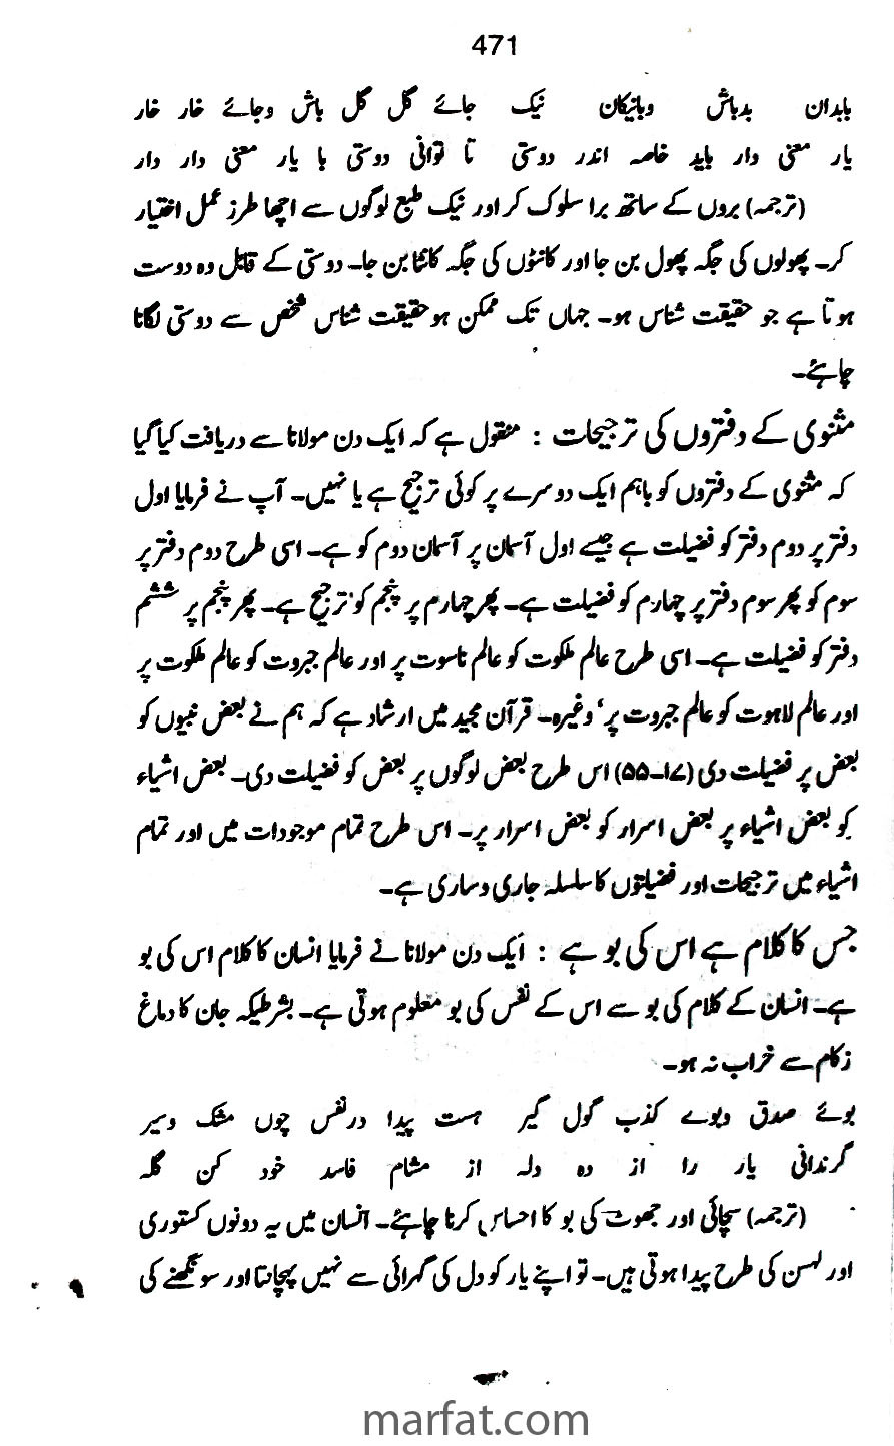 471
بابدان بدباش وبانیکان نیک جائے گل گل باش وجائے خار خار
یار معنی دار باید خاصہ اندر دوستی تا توانی دوستی با یار معنی دار دار
(ترجمہ) بروں کے ساتھ برا سلوک کر اور نیک طبع لوگوں سے اچھا طرز عمل اختیار
کر۔ پھولوں کی جگہ پھول بن جا اور کانٹوں کی جگہ کانٹا بن جا۔ دوستی کے قابل وہ دوست
ہوتا ہے جو حقیقت شناس ہو۔ جہاں تک ممکن ہو حقیقت شناس شخص سے دوستی لگانا
چاہئے۔
مثنوی کے دفتروں کی ترجیحات : منقول ہے کہ ایک دن مولانا سے دریافت کیا گیا
کہ مثنوی کے دفتروں کو باہم ایک دوسرے پر کوئی ترجیح ہے یا نہیں۔ آپ نے فرمایا اول
دفتر پر دوم دفتر کو فضیلت ہے جیسے اول آسمان پر آسمان دوم کو ہے۔ اسی طرح دوم دفتر پر
سوم کو پھر سوم دفتر پر چہارم کو فضیلت ہے۔ پھر چہارم پر پنجم کو ترجیح ہے۔ پھر پنجم پر ششم
دفتر کو فضیلت ہے۔ اسی طرح عالم ملکوت کو عالم ناسوت پر اور عالم جبروت کو عالم ملکوت پر
اور عالم لاہوت کو عالم جبروت پر، وغیرہ۔ قرآن مجید میں ارشاد ہے کہ ہم نے بعض نبیوں کو
بعض پر فضیلت دی (۱۷۔۵۵) اس طرح بعض لوگوں پر بعض کو فضیلت دی۔ بعض اشیاء
کو بعض اشیاء پر بعض اسرار کو بعض اسرار پر۔ اس طرح تمام موجودات میں اور تمام
اشیاء میں ترجیحات اور فضیلتوں کا سلسلہ جاری و ساری ہے۔
جس کا کلام ہے اس کی بو ہے : ایک دن مولانا نے فرمایا انسان کا کلام اس کی بو
ہے۔ انسان کے کلام کی بو سے اس کے نفس کی بو معلوم ہوتی ہے۔ بشرطیکہ جان کا دماغ
زکام سے خراب نہ ہو۔
بوئے صدق وبوے کذب گول گیر ہست پیدا درنفس چوں مشک وسیر
گرندانی یار را از دہ دلہ از مشام فاسد خود کن گلہ
(ترجمہ) سچائی اور جھوٹ کی بو کا احساس کرنا چاہئے۔ انسان میں یہ دونوں کستوری
اور لہسن کی طرح پیدا ہوتی ہیں۔ تو اپنے یار کو دل کی گہرائی سے نہیں پہچانتا اور سونگھنے کی
marfat.com